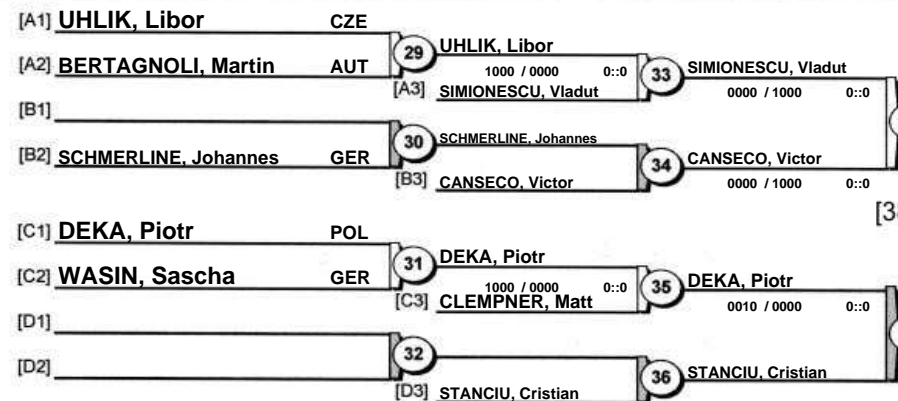 [A1] UHLIK, Libor CZE
[A2] BERTAGNOLI, Martin AUT
29
UHLIK, Libor
1000 / 0000 0::0
[A3] SIMIONESCU, Vladut
33
SIMIONESCU, Vladut
0000 / 1000 0::0
[B1]
[B2] SCHMERLINE, Johannes GER
30
SCHMERLINE, Johannes
[B3] CANSECO, Victor
34
CANSECO, Victor
0000 / 1000 0::0
[C1] DEKA, Piotr POL
[C2] WASIN, Sascha GER
31
DEKA, Piotr
1000 / 0000 0::0
[C3] CLEMPNER, Matt
35
DEKA, Piotr
0010 / 0000 0::0
[D1]
[D2]
32
[D3] STANCIU, Cristian
36
STANCIU, Cristian